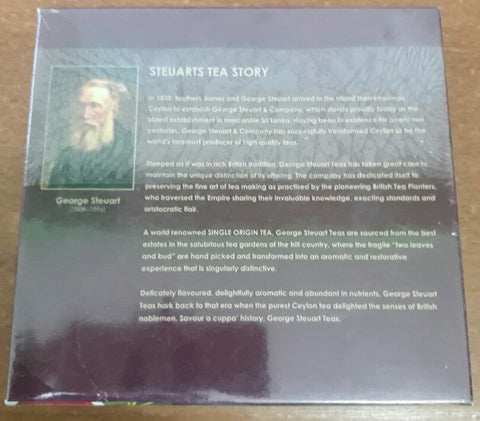 STEUARTS TEA STORY
In 1835, brothers James and George Steuart arrived in the island then known as
Ceylon to establish George Steuart & Company, which stands proudly today as the
oldest establishment in mercantile Sri Lanka. Having been in existence for nearly two
centuries, George Steuart & Company has successfully transformed Ceylon to be the
world's foremost producer of high quality teas.
Steeped as it was in rich British tradition, George Steuart Teas has taken great care to
maintain the unique distinction of its offering. The company has dedicated itself to
preserving the fine art of tea making as practised by the pioneering British Tea Planters,
who traversed the Empire sharing their invaluable knowledge, exacting standards and
aristocratic flair.
A world renowned SINGLE ORIGIN TEA, George Steuart Teas are sourced from the best
estates in the salubrious tea gardens of the hill country, where the fragile "two leaves
and bud" are hand picked and transformed into an aromatic and restorative
experience that is singularly distinctive.
Delicately flavoured, delightfully aromatic and abundant in nutrients, George Steuart
Teas hark back to that era when the purest Ceylon tea delighted the senses of British
noblemen. Savour a cuppa' history, George Steuart Teas.
George Steuart
(1808-1896)